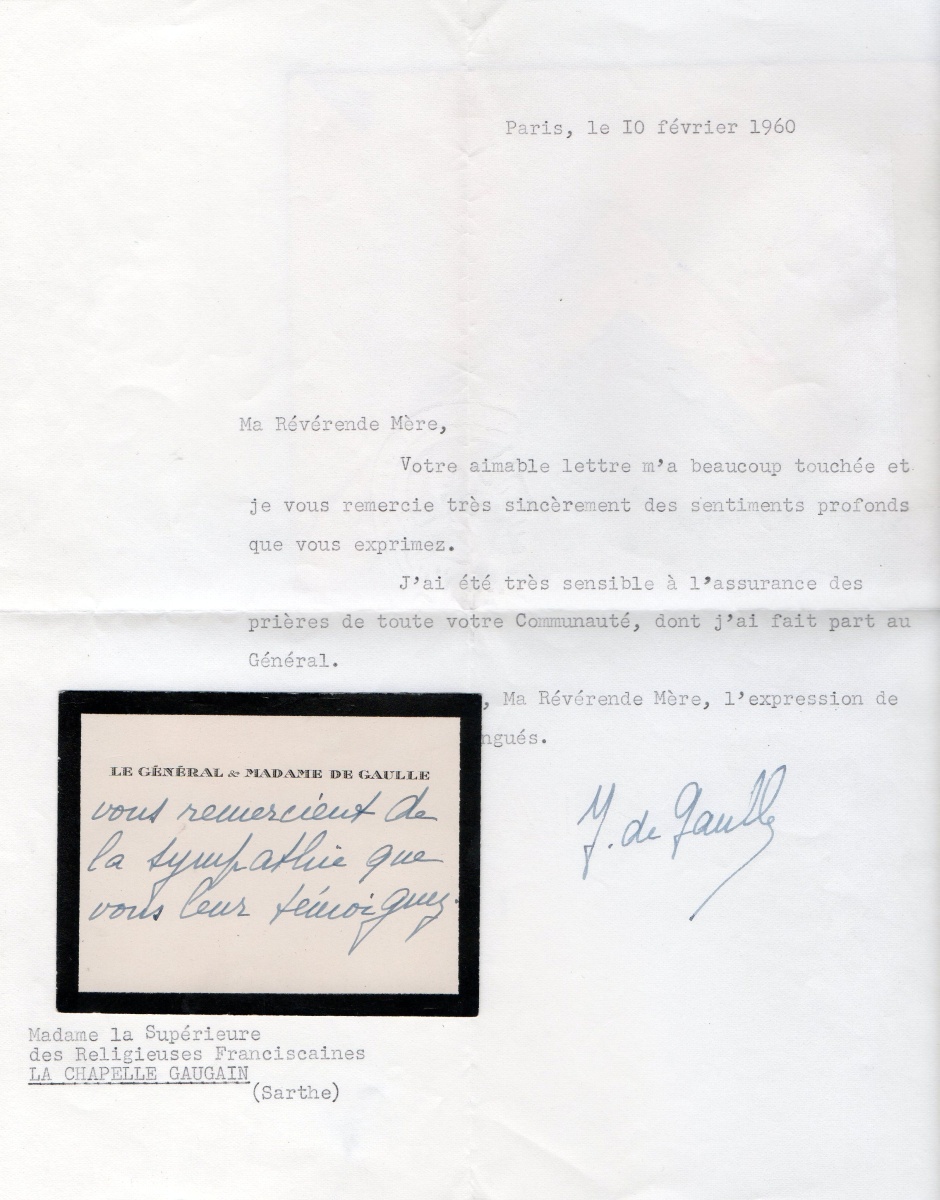 Paris, le IO février 1960
Ma Révérende Mère,
Votre aimable lettre m'a beaucoup touchée et
je vous remercie très sincèrement des sentiments profonds
que vous exprimez.
J'ai été très sensible à l'assurance des
prières de toute votre Communauté, dont j'ai fait part au
Général.
, Ma Révérende Mère, l'expression de
ngués.
Y. de Gaulle
LE GÉNÉRAL & MADAME DE GAULLE
vous remercient de
la sympathie que
vous leur témoignez.
Madame la Supérieure
des Religieuses Franciscaines
LA CHAPELLE GAUGAIN
(Sarthe)